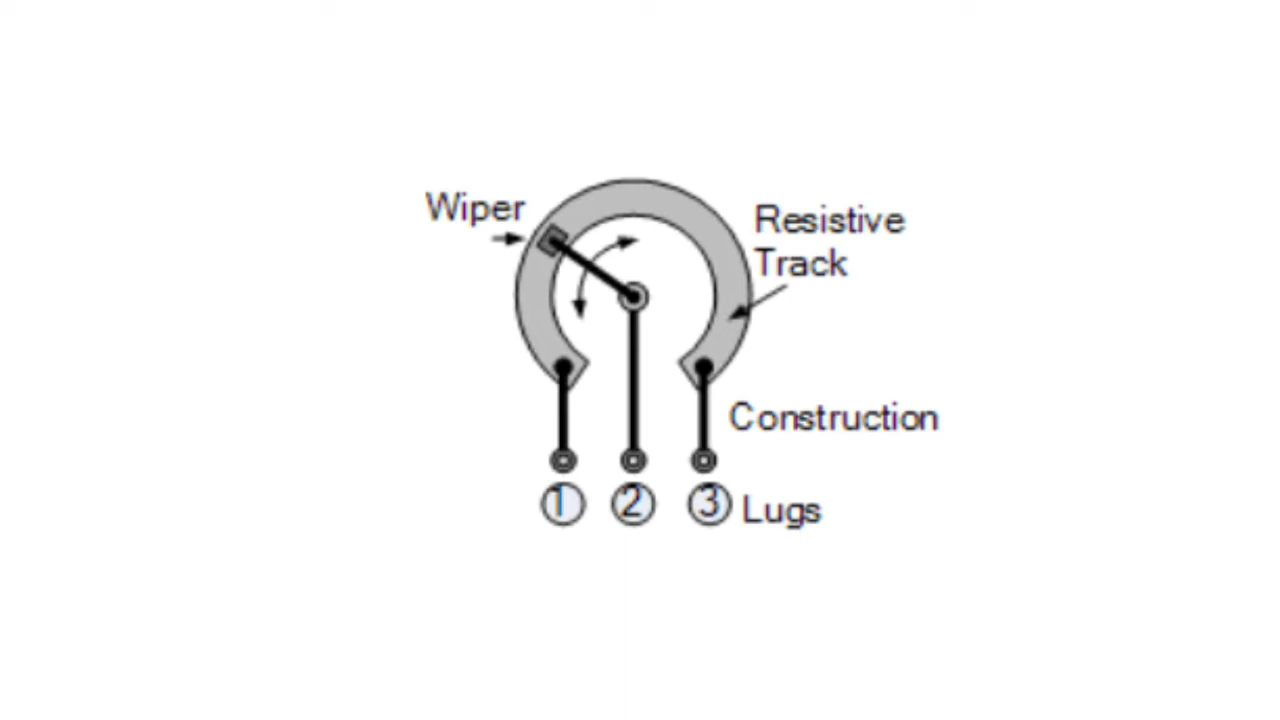 Wiper
Resistive
Track
Construction
1 2 3 Lugs